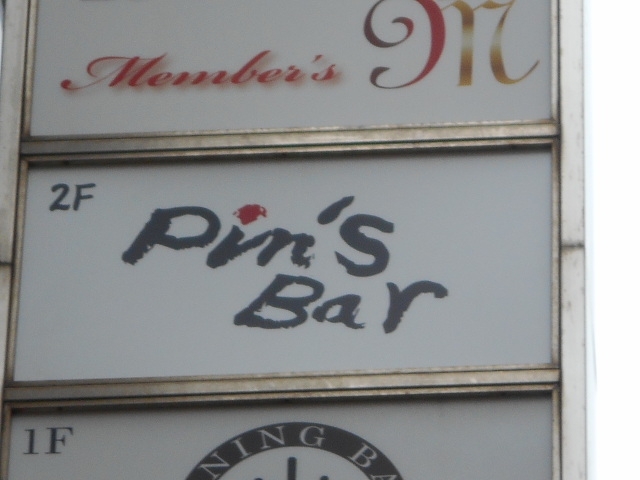 Member's M
2F
Pin's
Bar
1F
NING BA